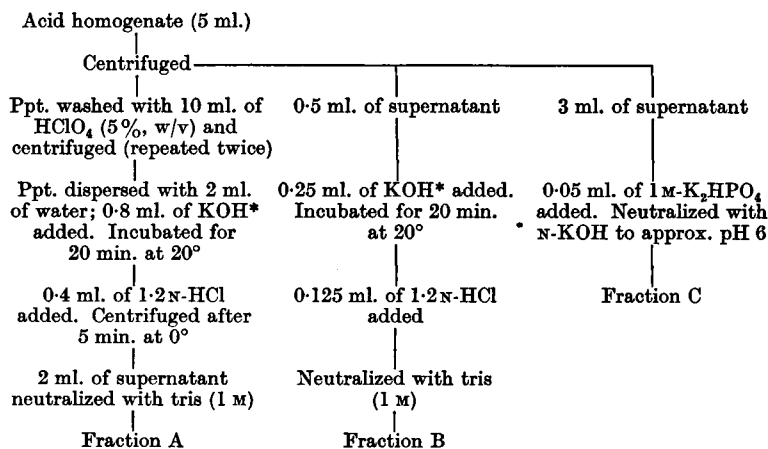 Acid homogenate (5 ml.)
Centrifuged
Ppt. washed with 10 ml. of
HClO₄ (5%, w/v) and
centrifuged (repeated twice)
Ppt. dispersed with 2 ml.
of water; 0·8 ml. of KOH*
added. Incubated for
20 min. at 20°
0·4 ml. of 1·2 N-HCl
added. Centrifuged after
5 min. at 0°
2 ml. of supernatant
neutralized with tris (1 M)
Fraction A
0·5 ml. of supernatant
0·25 ml. of KOH* added.
Incubated for 20 min.
at 20°
0·125 ml. of 1·2 N-HCl
added
Neutralized with tris
(1 M)
Fraction B
3 ml. of supernatant
0·05 ml. of 1 M-K₂HPO₄
added. Neutralized with
N-KOH to approx. pH 6
Fraction C